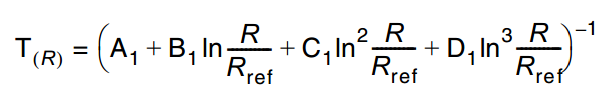 T(R) = (A₁ + B₁ ln R/Rref + C₁ ln² R/Rref + D₁ ln³ R/Rref)⁻¹